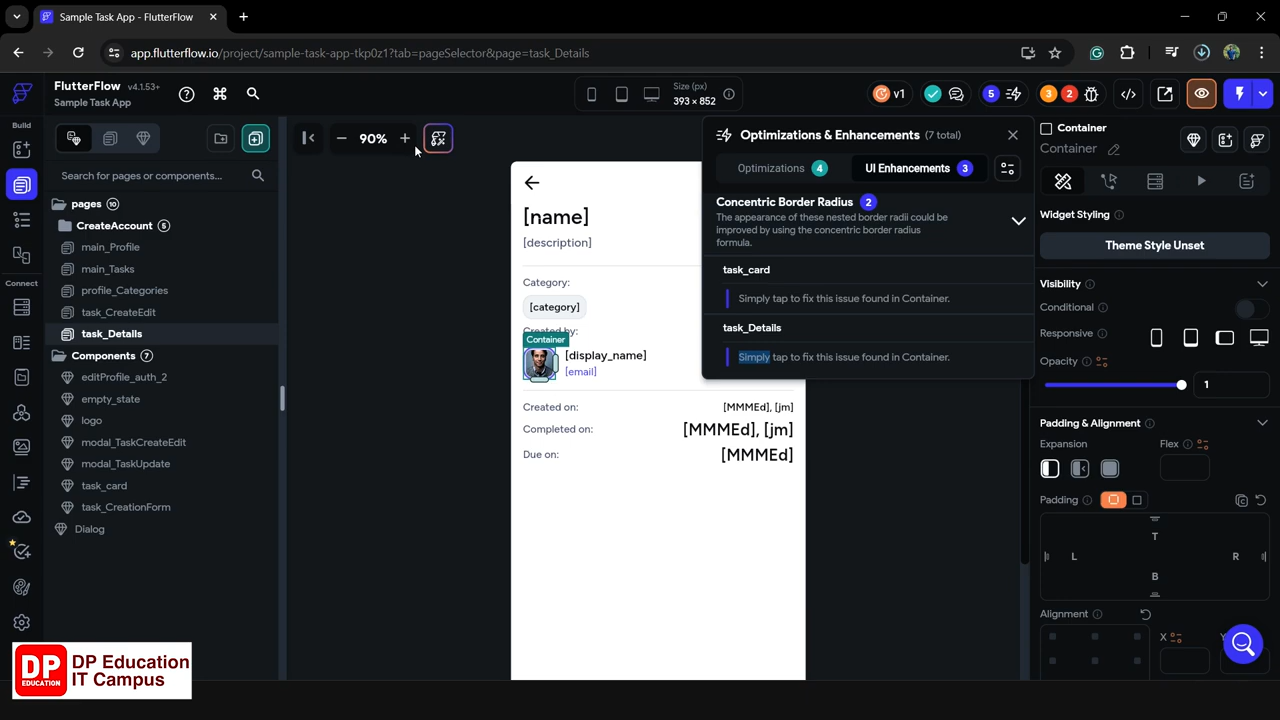 Sample Task App - FlutterFlow
app.flutterflow.io/project/sample-task-app-tkp0z1?tab=pageSelector&page=task_Details
FlutterFlow v4.1.53+
Sample Task App
Size (px)
393 × 852
v1
5
3 2
Build
Connect
90%
Search for pages or components...
pages 10
CreateAccount 5
main_Profile
main_Tasks
profile_Categories
task_CreateEdit
task_Details
Components 7
editProfile_auth_2
empty_state
logo
modal_TaskCreateEdit
modal_TaskUpdate
task_card
task_CreationForm
Dialog
[name]
[description]
Category:
[category]
Created by:
Container
[display_name]
[email]
Created on: [MMMEd], [jm]
Completed on: [MMMEd], [jm]
Due on: [MMMEd]
Optimizations & Enhancements (7 total)
Optimizations 4 UI Enhancements 3
Concentric Border Radius 2
The appearance of these nested border radii could be
improved by using the concentric border radius
formula.
task_card
Simply tap to fix this issue found in Container.
task_Details
Simply tap to fix this issue found in Container.
Container
Container
Widget Styling
Theme Style Unset
Visibility
Conditional
Responsive
Opacity
1
Padding & Alignment
Expansion Flex
Padding
T
L R
B
Alignment
X
DP
EDUCATION
DP Education
IT Campus